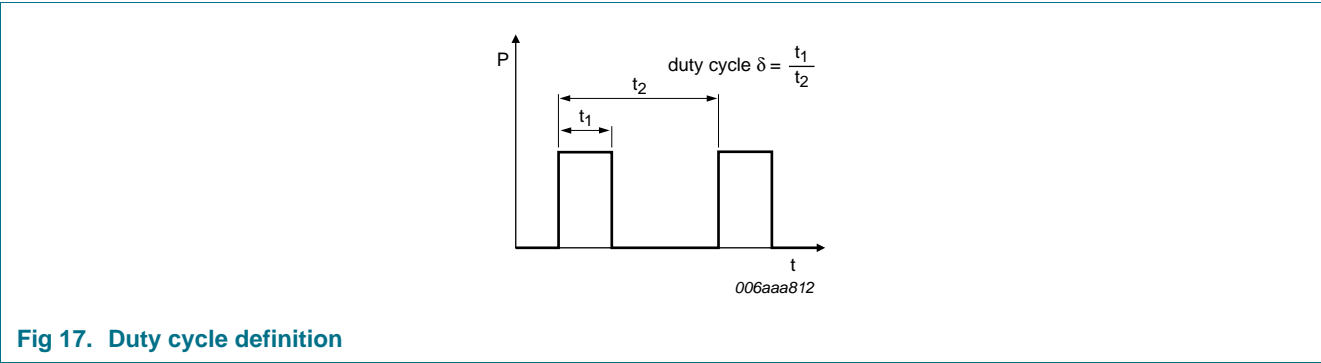 P
duty cycle δ = t1
t2
t2
t1
t
006aaa812
Fig 17. Duty cycle definition